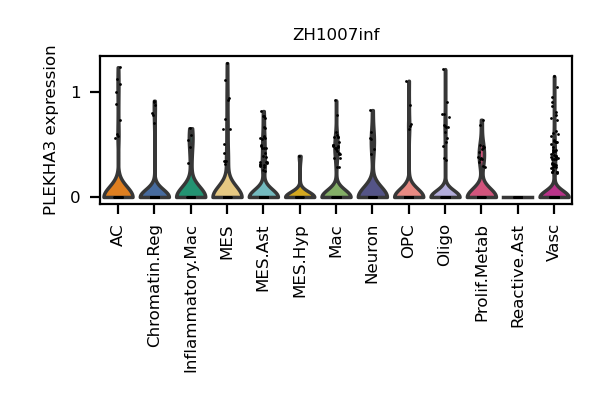 ZH1007inf
PLEKHA3 expression
1
0
AC
Chromatin.Reg
Inflammatory.Mac
MES
MES.Ast
MES.Hyp
Mac
Neuron
OPC
Oligo
Prolif.Metab
Reactive.Ast
Vasc